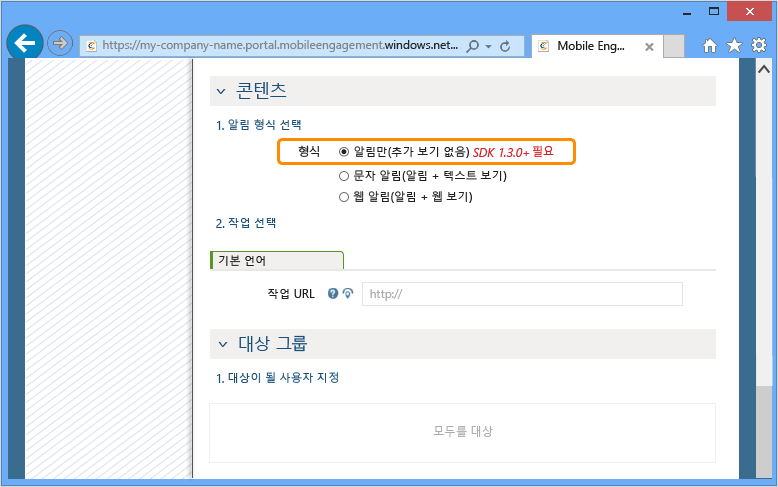 https://my-company-name.portal.mobileengagement.windows.net...
Mobile Eng...
콘텐츠
1. 알림 형식 선택
형식 알림만(추가 보기 없음) SDK 1.3.0+ 필요
문자 알림(알림 + 텍스트 보기)
웹 알림(알림 + 웹 보기)
2. 작업 선택
기본 언어
작업 URL ? http://
대상 그룹
1. 대상이 될 사용자 지정
모두를 대상